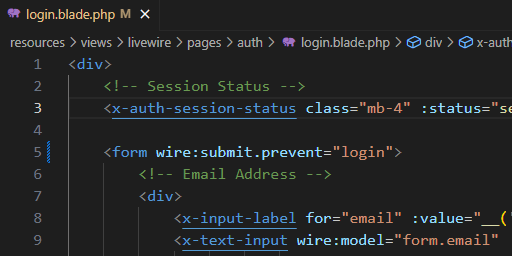 login.blade.php M
resources > views > livewire > pages > auth > login.blade.php > div > x-auth
1 <div>
2 <!-- Session Status -->
3 <x-auth-session-status class="mb-4" :status="se
4
5 <form wire:submit.prevent="login">
6 <!-- Email Address -->
7 <div>
8 <x-input-label for="email" :value="__('
9 <x-text-input wire:model="form.email"